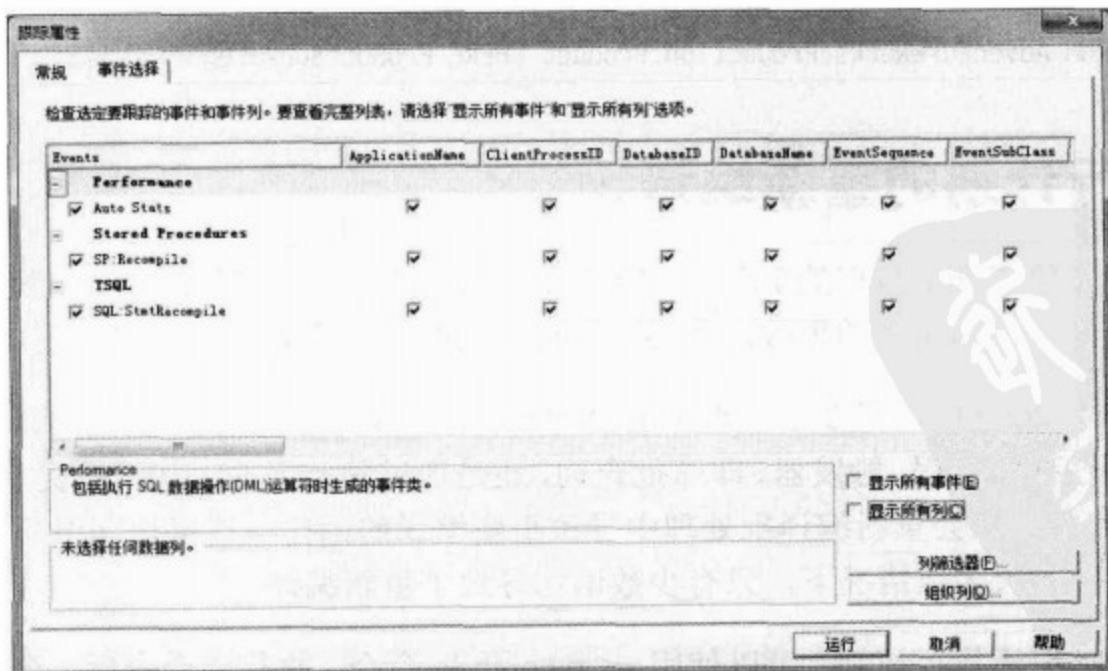 跟踪属性
常规 事件选择
检查选定要跟踪的事件和事件列。要查看完整列表，请选择"显示所有事件"和"显示所有列"选项。
Events ApplicationName ClientProcessID DatabaseID DatabaseName EventSequence EventSubClass
Performance
Auto Stats
Stored Procedures
SP:Recompile
TSQL
SQL:StmtRecompile
Performance
包括执行 SQL 数据操作(DML)运算符时生成的事件类。
显示所有事件(E)
显示所有列(C)
未选择任何数据列。
列筛选器(F)...
组织列(O)...
运行 取消 帮助